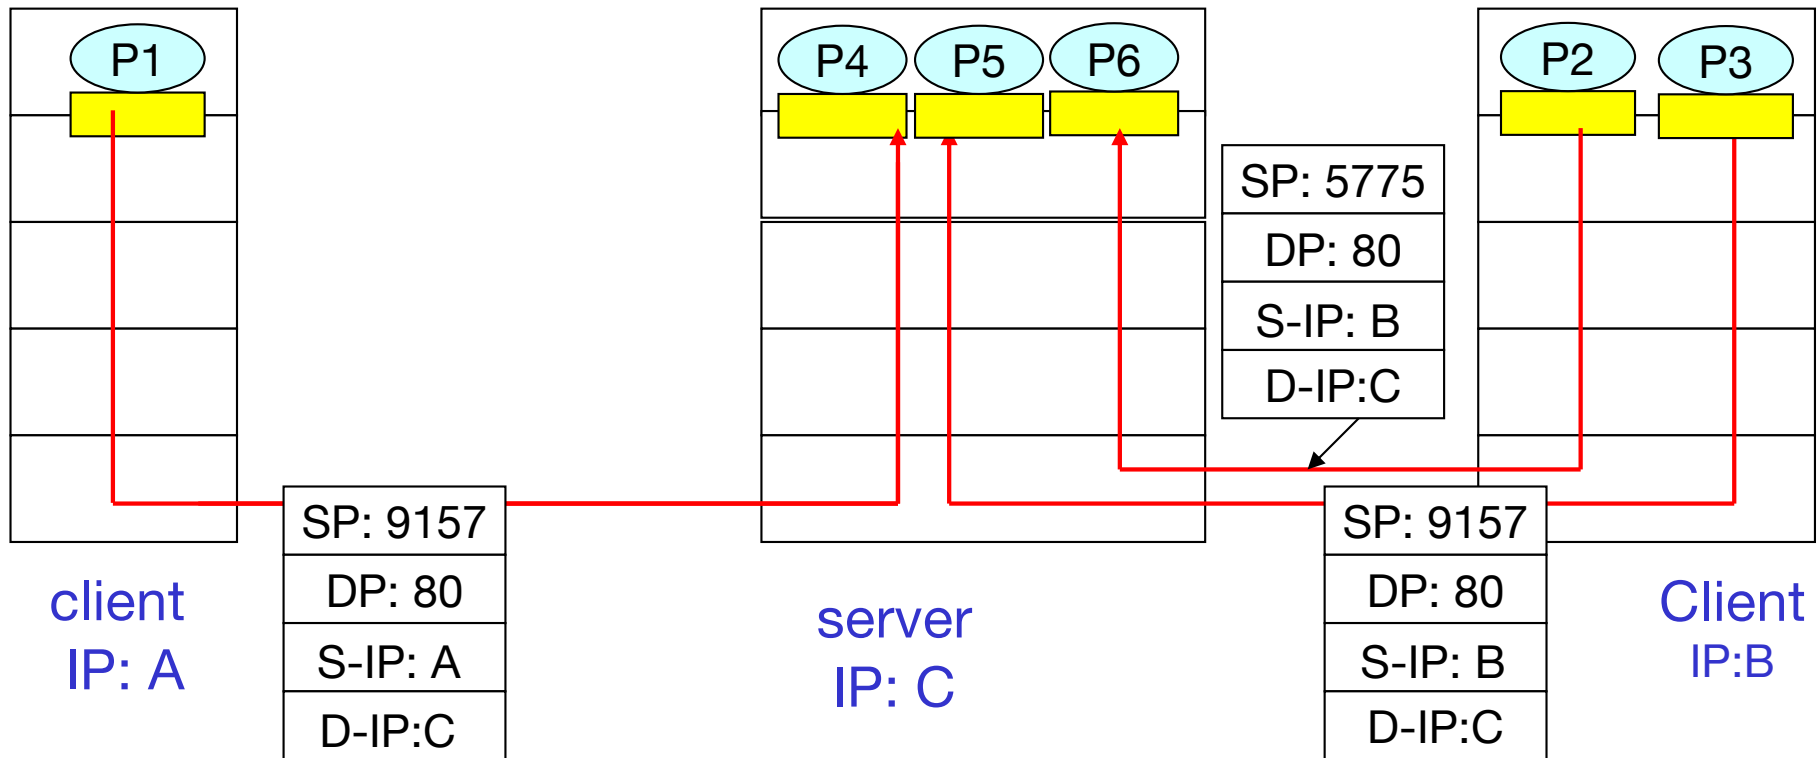 P1
P4
P5
P6
P2
P3
SP: 5775
DP: 80
S-IP: B
D-IP:C
SP: 9157
DP: 80
S-IP: A
D-IP:C
SP: 9157
DP: 80
S-IP: B
D-IP:C
client
IP: A
server
IP: C
Client
IP:B